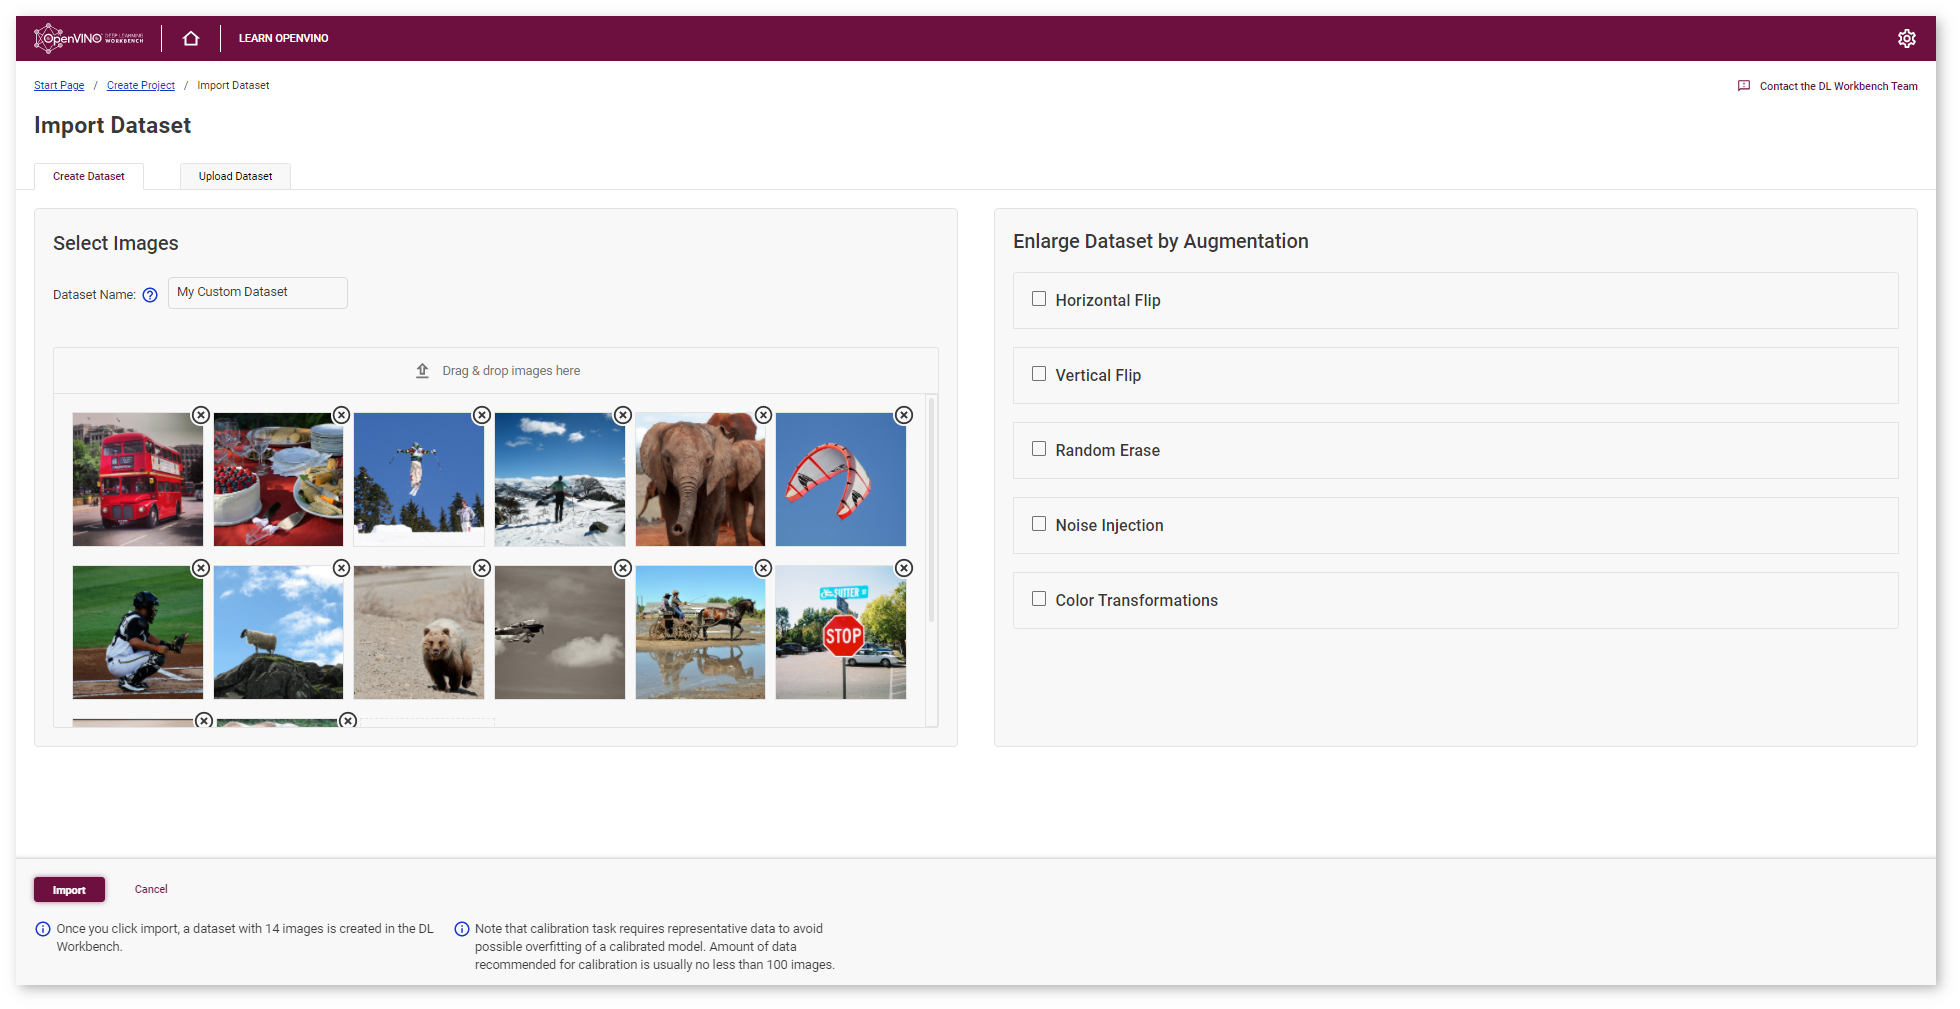 OpenVINO DEEP LEARNING WORKBENCH
LEARN OPENVINO
Start Page / Create Project / Import Dataset
Contact the DL Workbench Team
Import Dataset
Create Dataset
Upload Dataset
Select Images
Dataset Name: ? My Custom Dataset
Drag & drop images here
SUTTER
STOP
Enlarge Dataset by Augmentation
Horizontal Flip
Vertical Flip
Random Erase
Noise Injection
Color Transformations
Import
Cancel
Once you click import, a dataset with 14 images is created in the DL
Workbench.
Note that calibration task requires representative data to avoid
possible overfitting of a calibrated model. Amount of data
recommended for calibration is usually no less than 100 images.